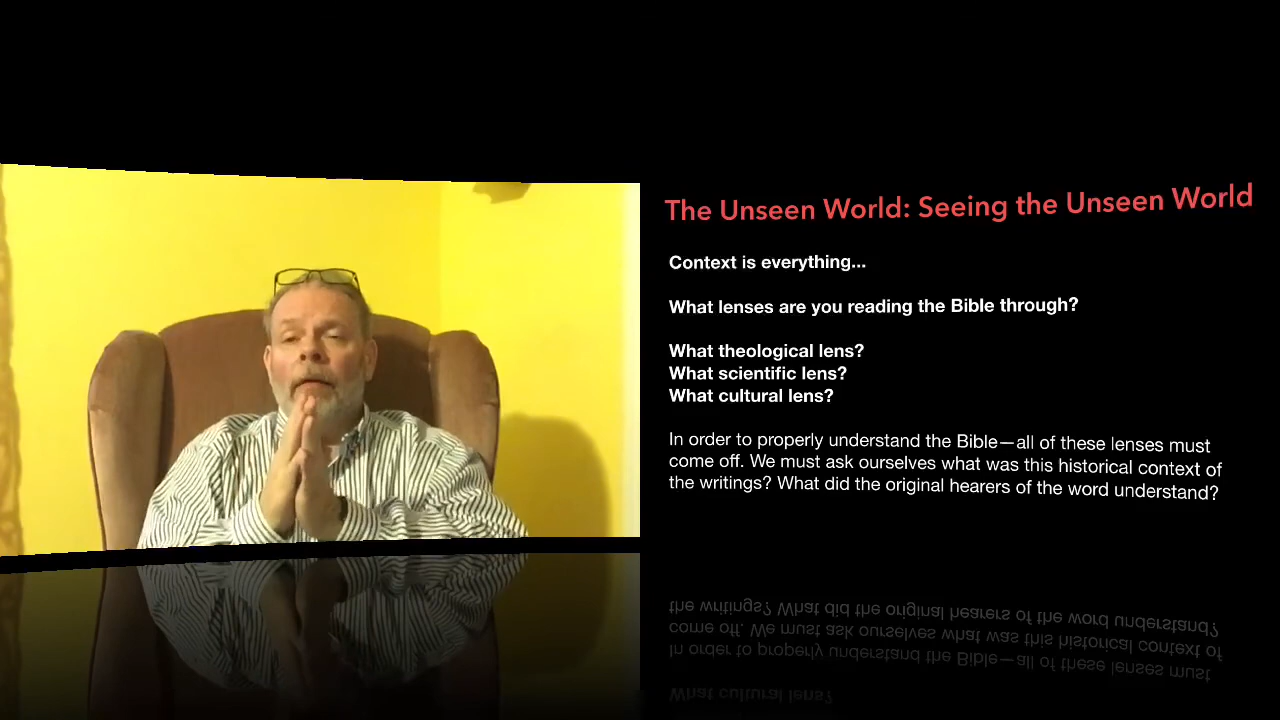 The Unseen World: Seeing the Unseen World
Context is everything...
What lenses are you reading the Bible through?
What theological lens?
What scientific lens?
What cultural lens?
In order to properly understand the Bible—all of these lenses must
come off. We must ask ourselves what was this historical context of
the writings? What did the original hearers of the word understand?